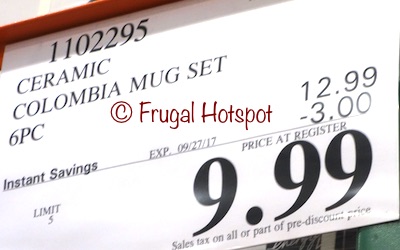 1102295
CERAMIC
COLOMBIA MUG SET
6PC
12.99
-3.00
© Frugal Hotspot
Instant Savings
EXP. 09/27/17
PRICE AT REGISTER
9.99
LIMIT
5
Sales tax on all or part of pre-discount price